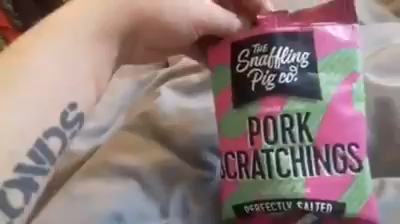 THE
Snaffling
Pig Co.
PORK
SCRATCHINGS
PERFECTLY SALTED